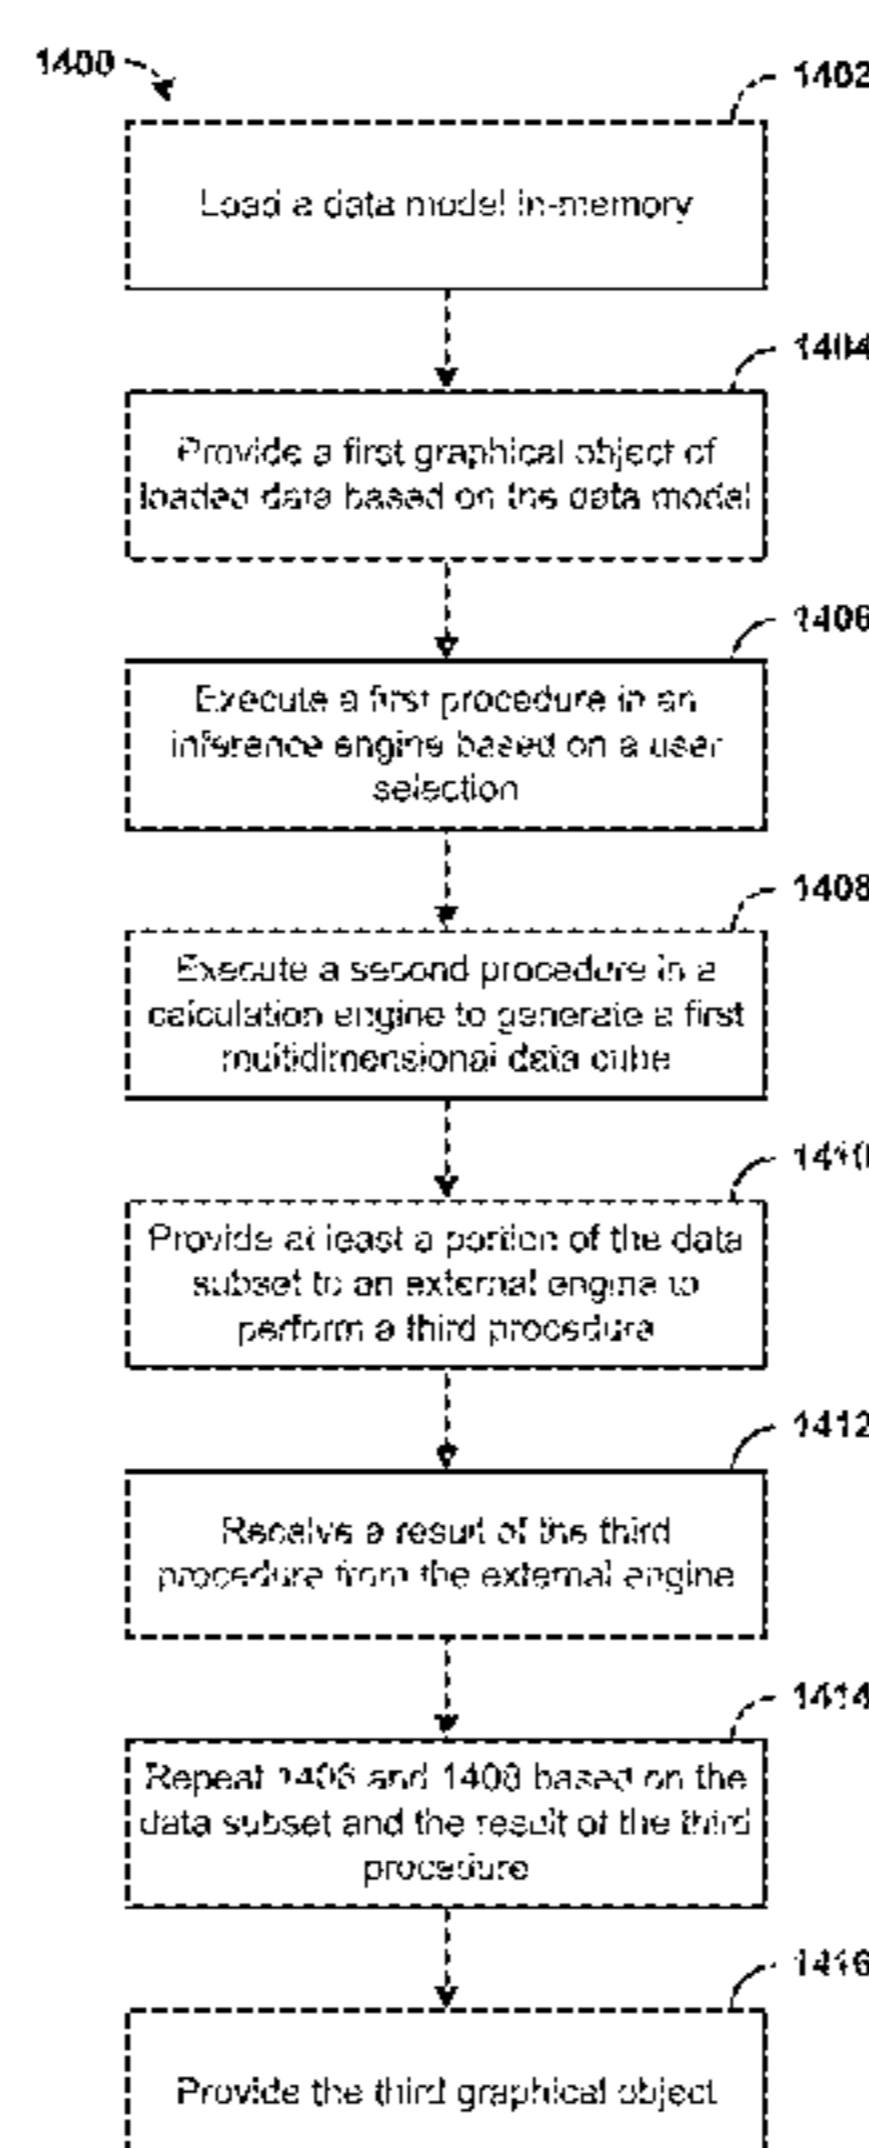 1400
1402
Load a data model in-memory
1404
Provide a first graphical object of
loaded data based on the data model
1406
Execute a first procedure in an
inference engine based on a user
selection
1408
Execute a second procedure in a
calculation engine to generate a first
multidimensional data cube
1410
Provide at least a portion of the data
subset to an external engine to
perform a third procedure
1412
Receive a result of the third
procedure from the external engine
1414
Repeat 1406 and 1408 based on the
data subset and the result of the third
procedure
1416
Provide the third graphical object